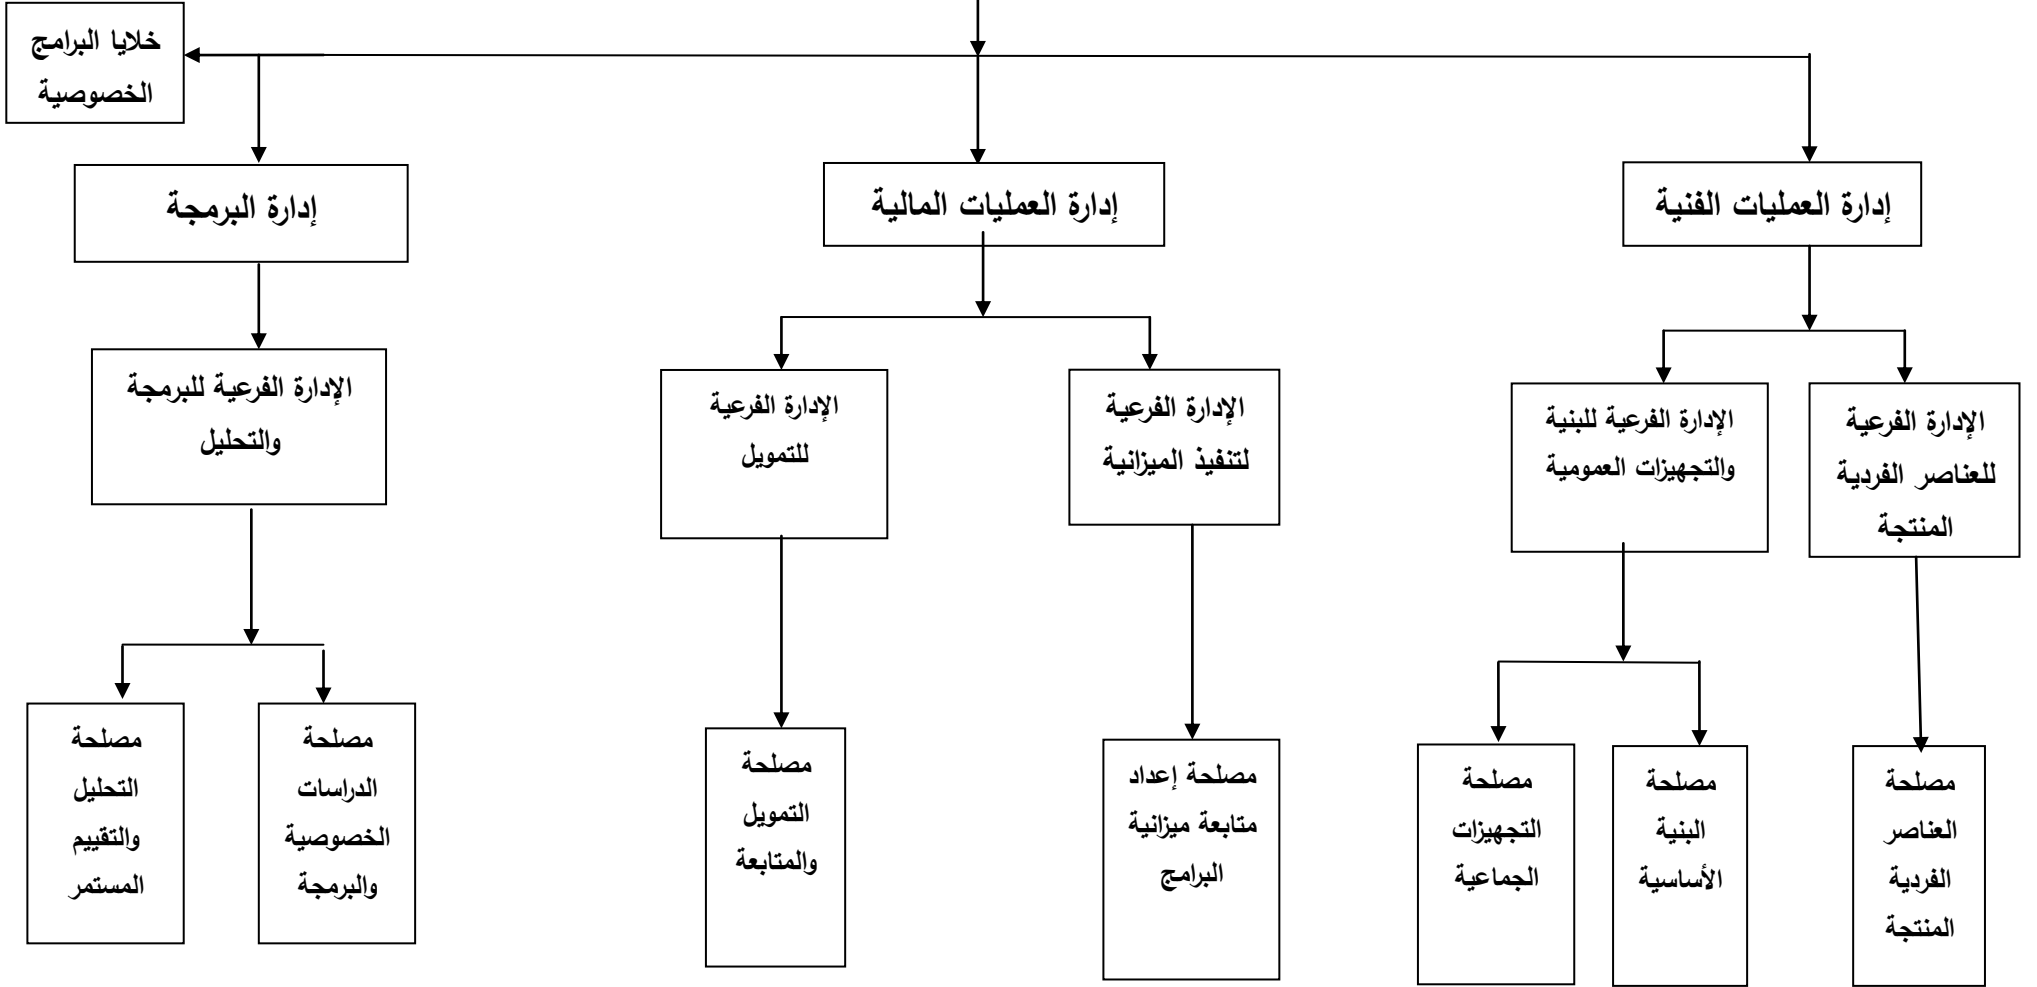 خلايا البرامج
الخصوصية
إدارة العمليات الفنية
إدارة العمليات المالية
إدارة البرمجة
الإدارة الفرعية
للعناصر الفردية
المنتجة
الإدارة الفرعية للبنية
والتجهيزات العمومية
الإدارة الفرعية
لتنفيذ الميزانية
الإدارة الفرعية
للتمويل
الإدارة الفرعية للبرمجة
والتحليل
مصلحة
العناصر
الفردية
المنتجة
مصلحة
البنية
الأساسية
مصلحة
التجهيزات
الجماعية
مصلحة إعداد
متابعة ميزانية
البرامج
مصلحة
التمويل
والمتابعة
مصلحة
الدراسات
الخصوصية
والبرمجة
مصلحة
التحليل
والتقييم
المستمر